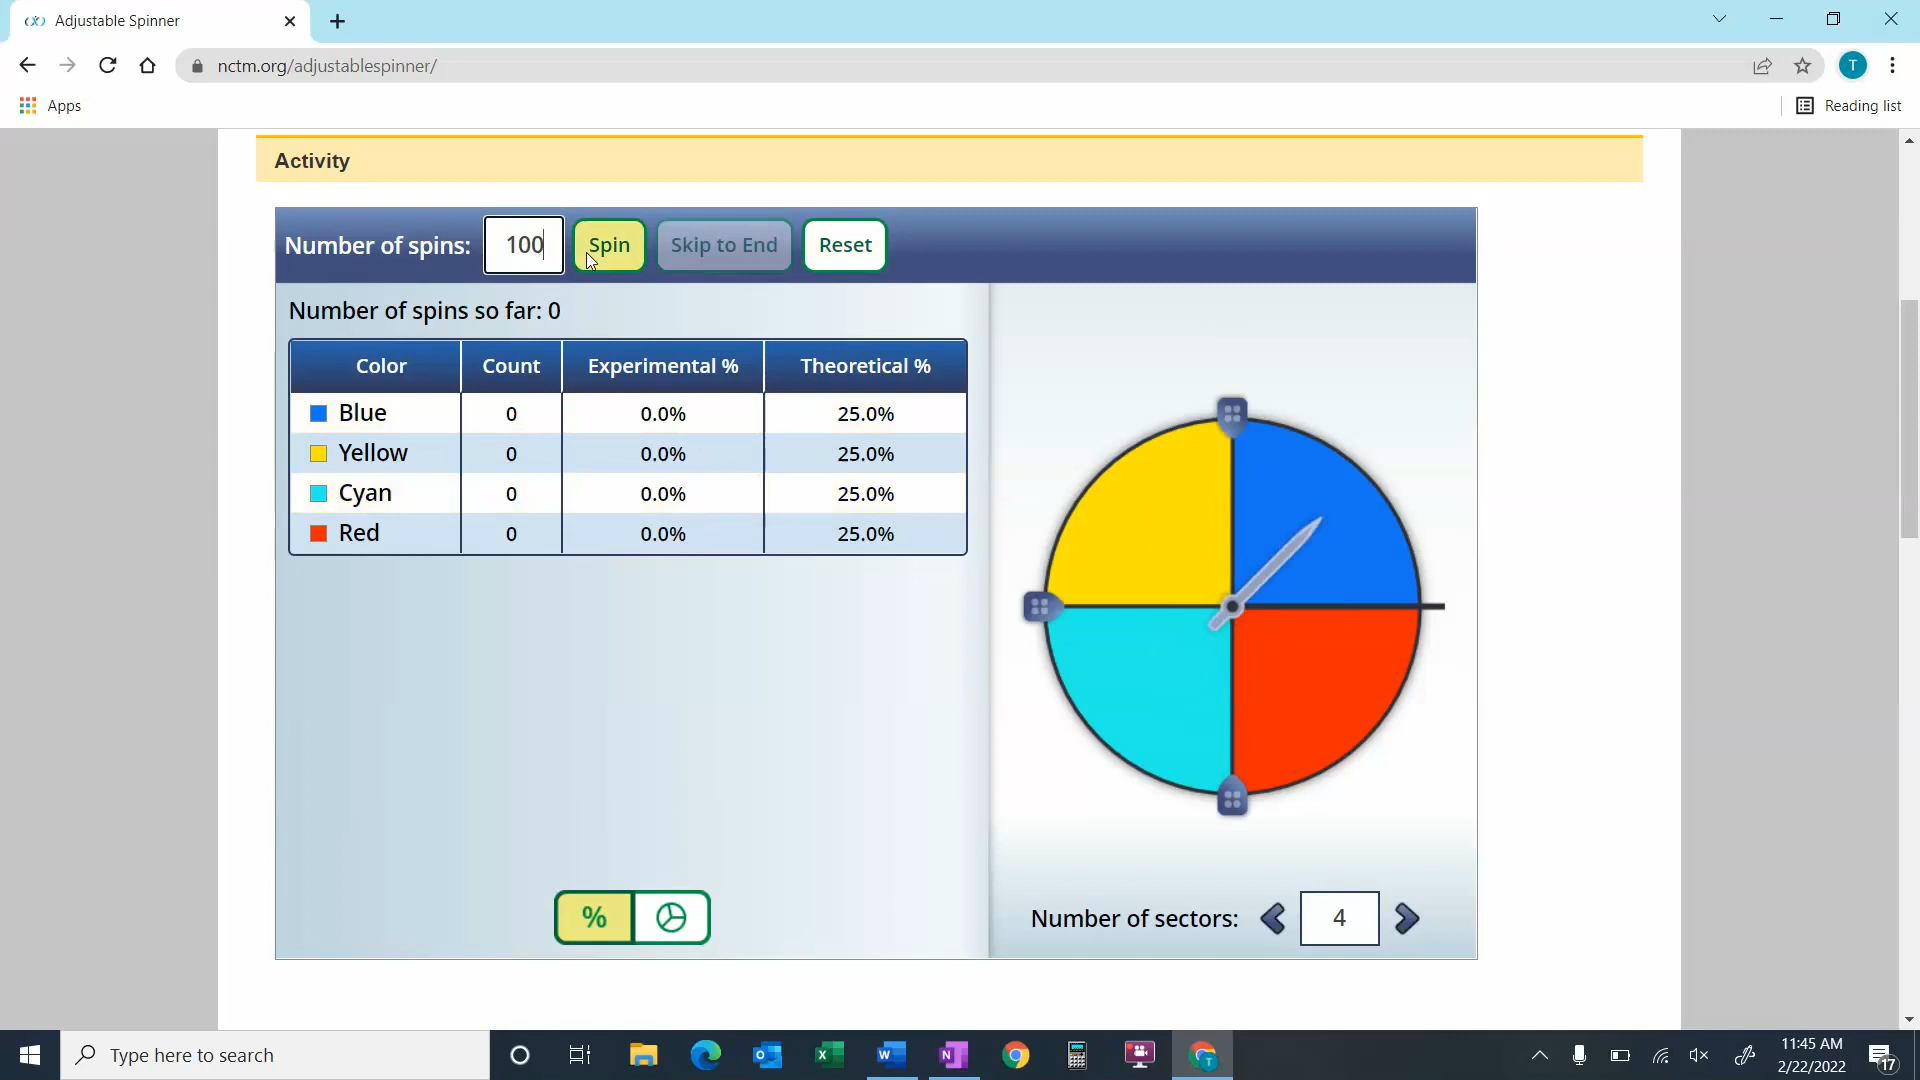 Adjustable Spinner
nctm.org/adjustablespinner/
T
Apps
Reading list
Activity
Number of spins: 100 Spin Skip to End Reset
Number of spins so far: 0
Color Count Experimental % Theoretical %
Blue 0 0.0% 25.0%
Yellow 0 0.0% 25.0%
Cyan 0 0.0% 25.0%
Red 0 0.0% 25.0%
%
Number of sectors: 4
Type here to search
11:45 AM
2/22/2022
17